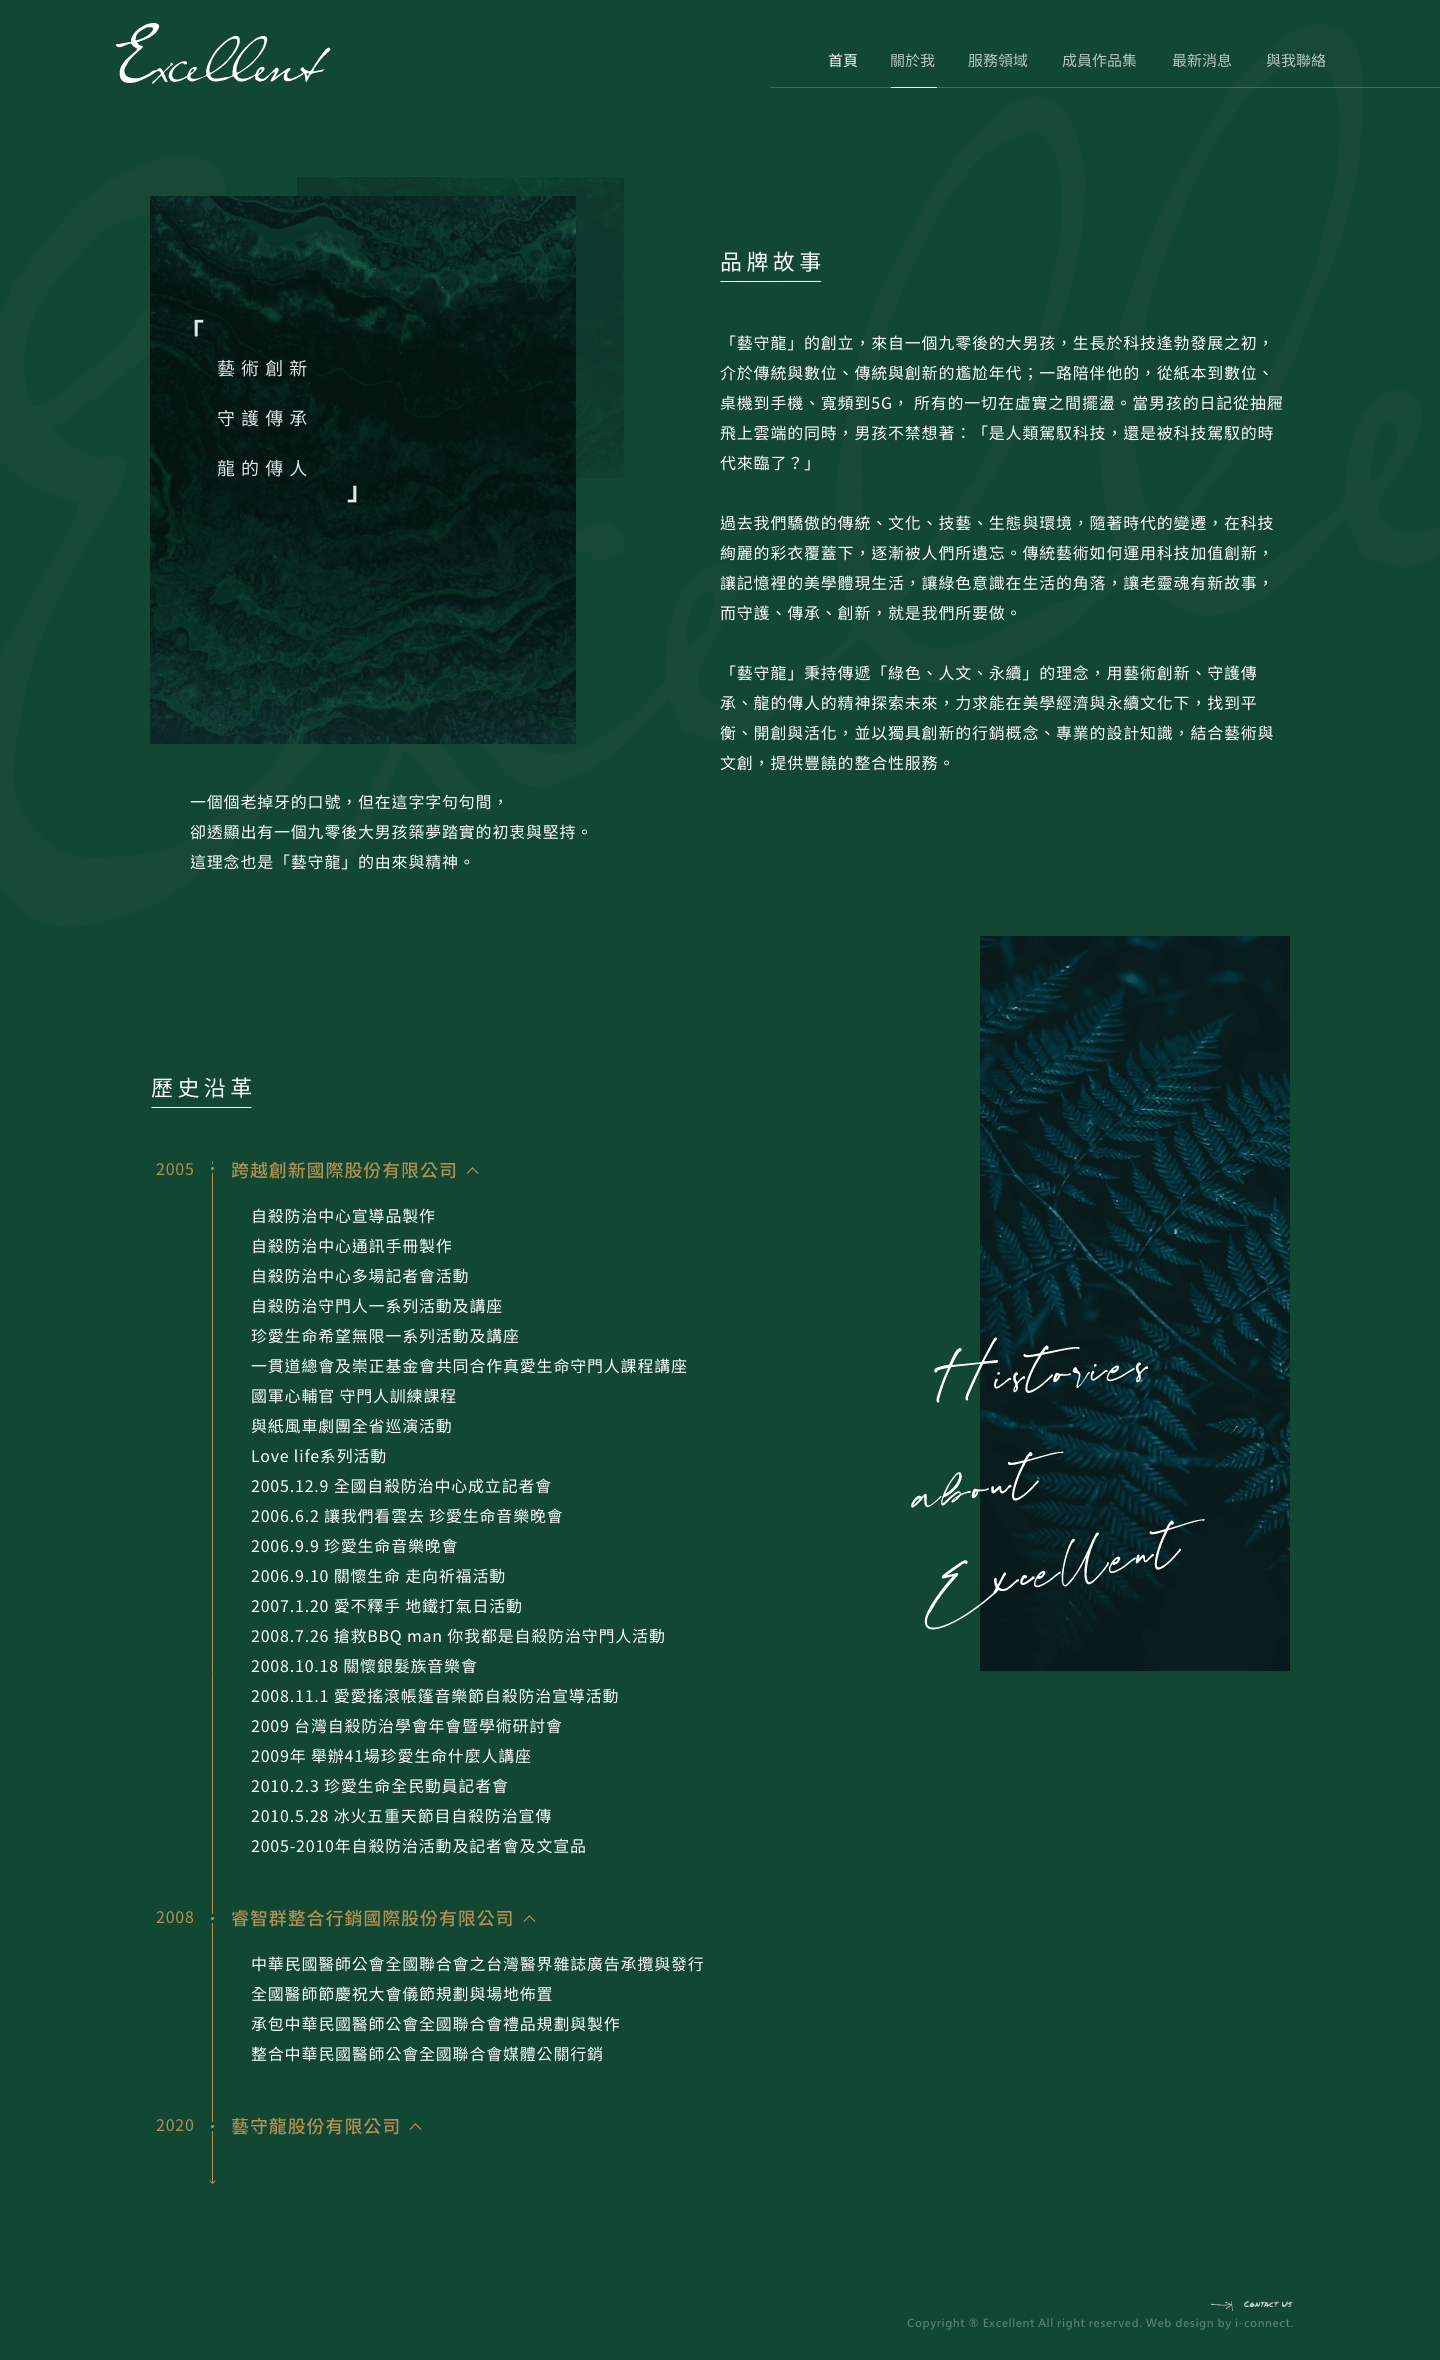 Excellent
首頁 關於我 服務領域 成員作品集 最新消息 與我聯絡
「
藝術創新
守護傳承
龍的傳人
」
一個個老掉牙的口號，但在這字字句句間，
卻透顯出有一個九零後大男孩築夢踏實的初衷與堅持。
這理念也是「藝守龍」的由來與精神。
品牌故事
「藝守龍」的創立，來自一個九零後的大男孩，生長於科技逢勃發展之初，
介於傳統與數位、傳統與創新的尷尬年代；一路陪伴他的，從紙本到數位、
桌機到手機、寬頻到5G， 所有的一切在虛實之間擺盪。當男孩的日記從抽屜
飛上雲端的同時，男孩不禁想著：「是人類駕馭科技，還是被科技駕馭的時
代來臨了？」
過去我們驕傲的傳統、文化、技藝、生態與環境，隨著時代的變遷，在科技
絢麗的彩衣覆蓋下，逐漸被人們所遺忘。傳統藝術如何運用科技加值創新，
讓記憶裡的美學體現生活，讓綠色意識在生活的角落，讓老靈魂有新故事，
而守護、傳承、創新，就是我們所要做。
「藝守龍」秉持傳遞「綠色、人文、永續」的理念，用藝術創新、守護傳
承、龍的傳人的精神探索未來，力求能在美學經濟與永續文化下，找到平
衡、開創與活化，並以獨具創新的行銷概念、專業的設計知識，結合藝術與
文創，提供豐饒的整合性服務。
歷史沿革
2005 跨越創新國際股份有限公司
自殺防治中心宣導品製作
自殺防治中心通訊手冊製作
自殺防治中心多場記者會活動
自殺防治守門人一系列活動及講座
珍愛生命希望無限一系列活動及講座
一貫道總會及崇正基金會共同合作真愛生命守門人課程講座
國軍心輔官 守門人訓練課程
與紙風車劇團全省巡演活動
Love life系列活動
2005.12.9 全國自殺防治中心成立記者會
2006.6.2 讓我們看雲去 珍愛生命音樂晚會
2006.9.9 珍愛生命音樂晚會
2006.9.10 關懷生命 走向祈福活動
2007.1.20 愛不釋手 地鐵打氣日活動
2008.7.26 搶救BBQ man 你我都是自殺防治守門人活動
2008.10.18 關懷銀髮族音樂會
2008.11.1 愛愛搖滾帳篷音樂節自殺防治宣導活動
2009 台灣自殺防治學會年會暨學術研討會
2009年 舉辦41場珍愛生命什麼人講座
2010.2.3 珍愛生命全民動員記者會
2010.5.28 冰火五重天節目自殺防治宣傳
2005-2010年自殺防治活動及記者會及文宣品
Histories
about
Excellent
2008 睿智群整合行銷國際股份有限公司
中華民國醫師公會全國聯合會之台灣醫界雜誌廣告承攬與發行
全國醫師節慶祝大會儀節規劃與場地佈置
承包中華民國醫師公會全國聯合會禮品規劃與製作
整合中華民國醫師公會全國聯合會媒體公關行銷
2020 藝守龍股份有限公司
Contact Us
Copyright ® Excellent All right reserved. Web design by i-connect.